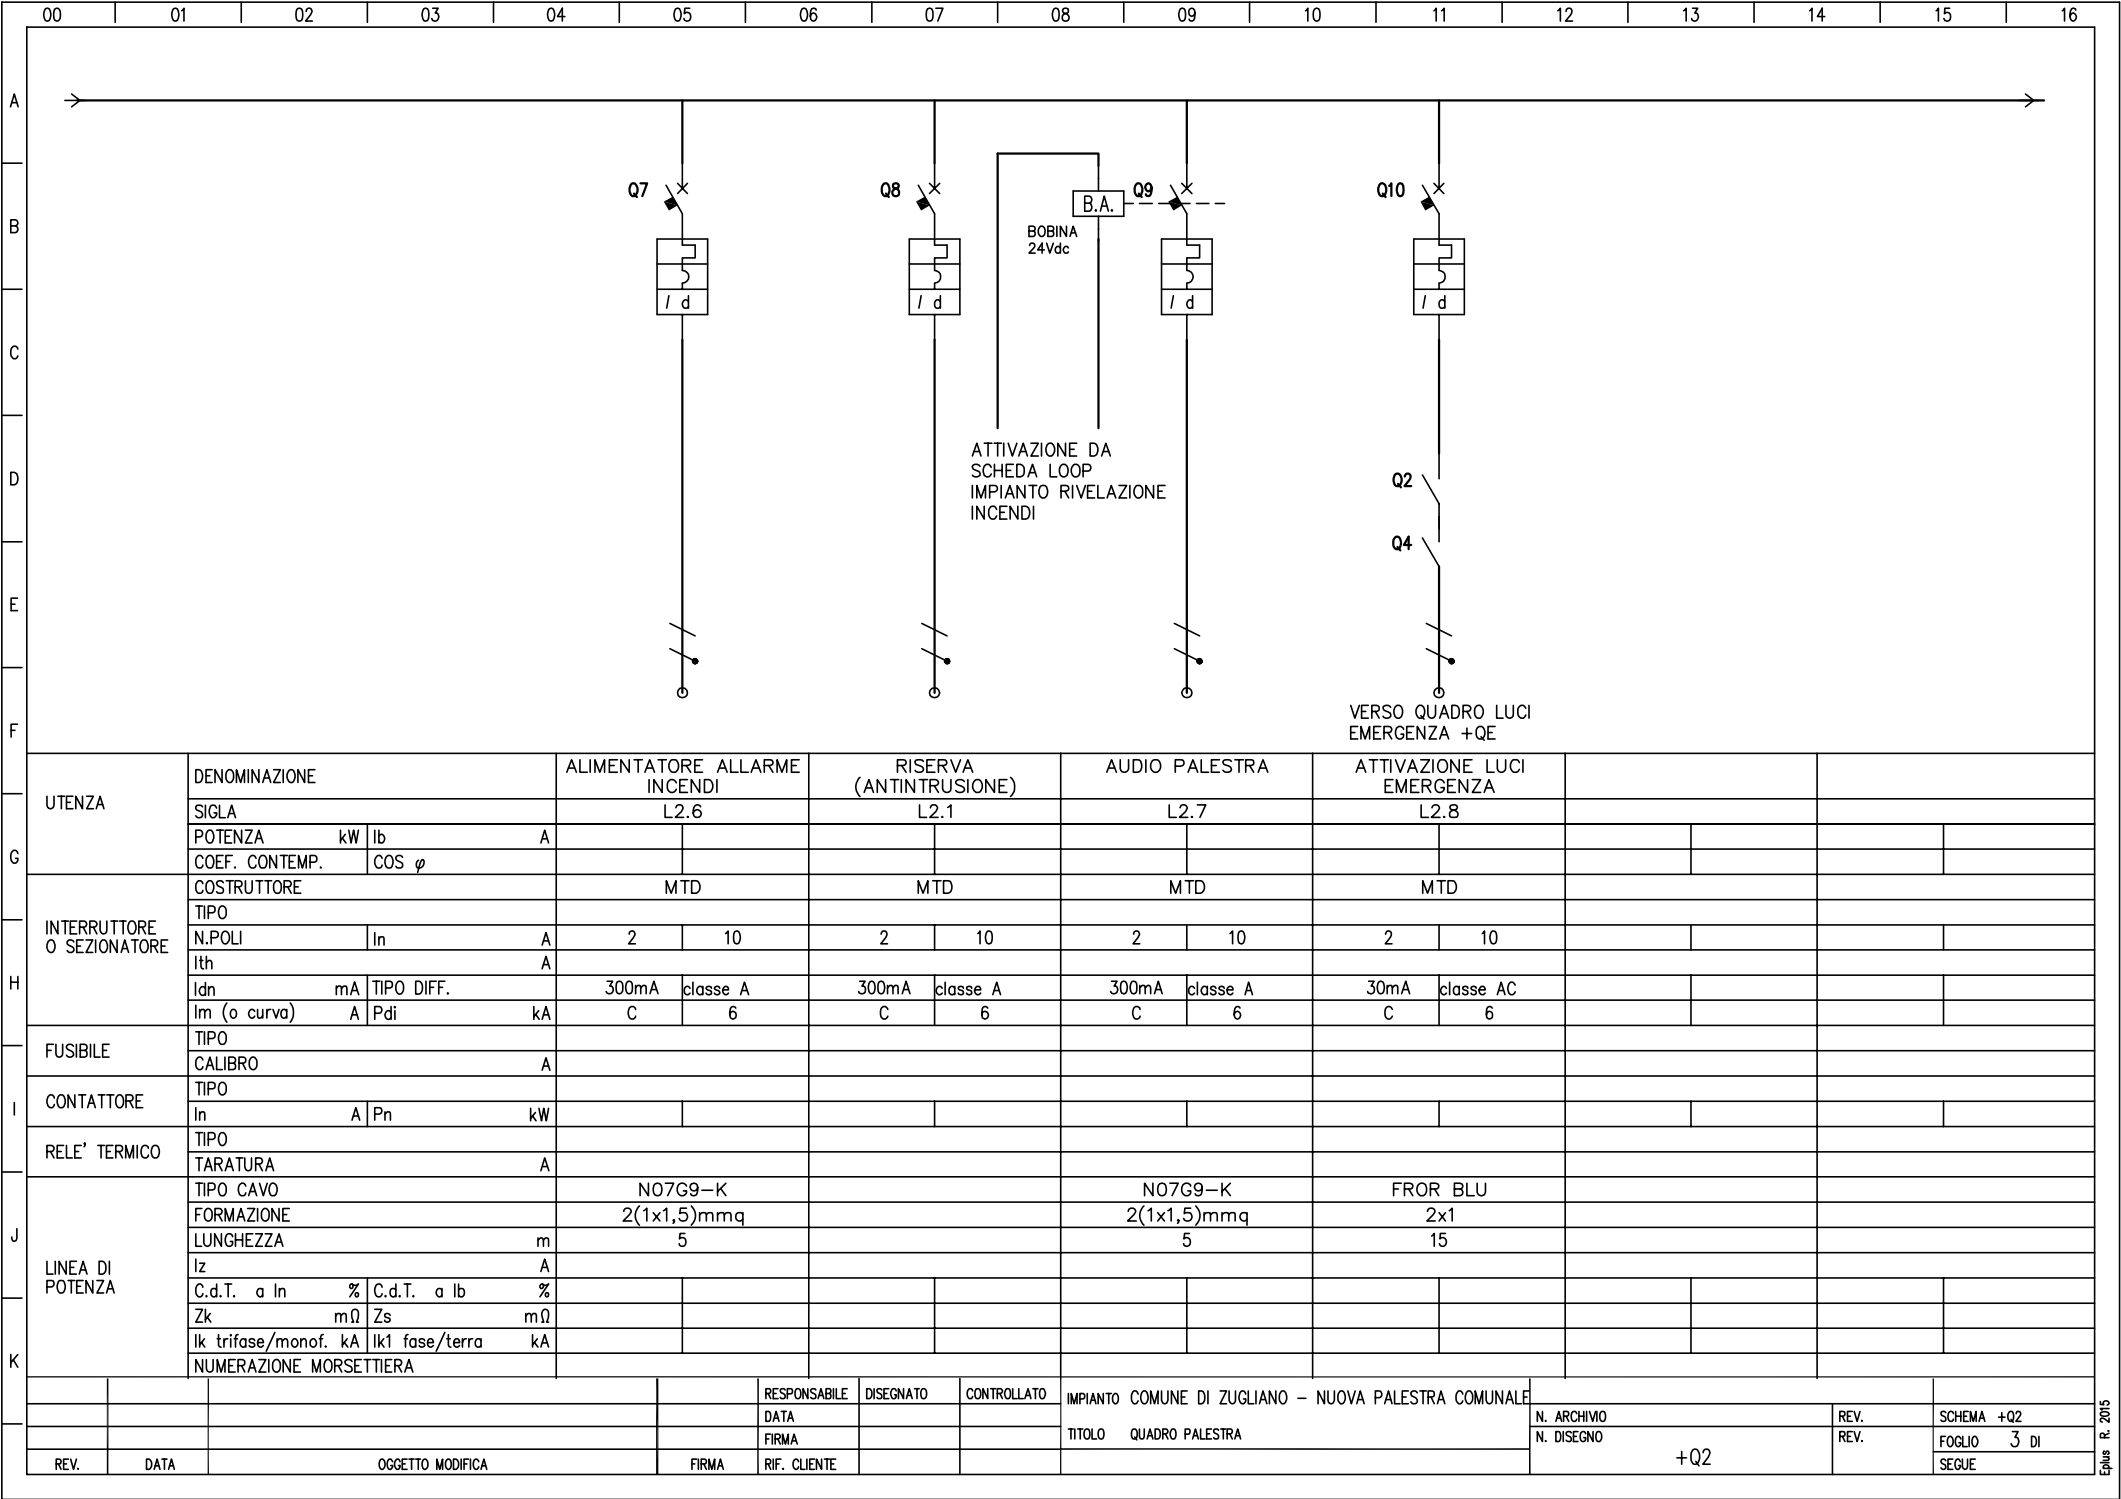 00 01 02 03 04 05 06 07 08 09 10 11 12 13 14 15 16
A
B
C
D
E
F
G
H
I
J
K
Q7
Q8
Q9
Q10
B.A.
BOBINA
24Vdc
I d
I d
I d
I d
ATTIVAZIONE DA
SCHEDA LOOP
IMPIANTO RIVELAZIONE
INCENDI
Q2
Q4
VERSO QUADRO LUCI
EMERGENZA +QE
UTENZA
DENOMINAZIONE
ALIMENTATORE ALLARME
INCENDI
RISERVA
(ANTINTRUSIONE)
AUDIO PALESTRA
ATTIVAZIONE LUCI
EMERGENZA
SIGLA L2.6 L2.1 L2.7 L2.8
POTENZA kW Ib A
COEF. CONTEMP. COS φ
INTERRUTTORE
O SEZIONATORE
COSTRUTTORE MTD MTD MTD MTD
TIPO
N.POLI In A 2 10 2 10 2 10 2 10
Ith A
Idn mA TIPO DIFF. 300mA classe A 300mA classe A 300mA classe A 30mA classe AC
Im (o curva) A Pdi kA C 6 C 6 C 6 C 6
FUSIBILE
TIPO
CALIBRO A
CONTATTORE
TIPO
In A Pn kW
RELE' TERMICO
TIPO
TARATURA A
LINEA DI
POTENZA
TIPO CAVO N07G9-K N07G9-K FROR BLU
FORMAZIONE 2(1x1,5)mmq 2(1x1,5)mmq 2x1
LUNGHEZZA m 5 5 15
Iz A
C.d.T. a In % C.d.T. a Ib %
Zk mΩ Zs mΩ
Ik trifase/monof. kA Ik1 fase/terra kA
NUMERAZIONE MORSETTIERA
REV. DATA OGGETTO MODIFICA FIRMA
RESPONSABILE DISEGNATO CONTROLLATO
DATA
FIRMA
RIF. CLIENTE
IMPIANTO COMUNE DI ZUGLIANO - NUOVA PALESTRA COMUNALE
TITOLO QUADRO PALESTRA
N. ARCHIVIO REV.
N. DISEGNO REV.
+Q2
SCHEMA +Q2
FOGLIO 3 DI
SEGUE
Eplus R. 2015